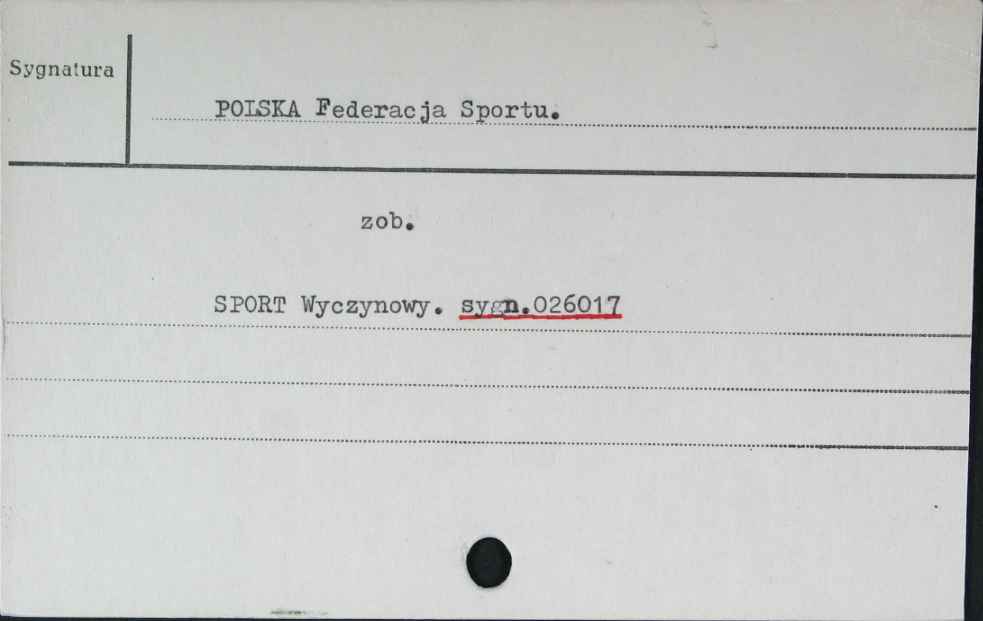 Sygnatura
POLSKA Federacja Sportu.
zob.
SPORT Wyczynowy. sygn.026017